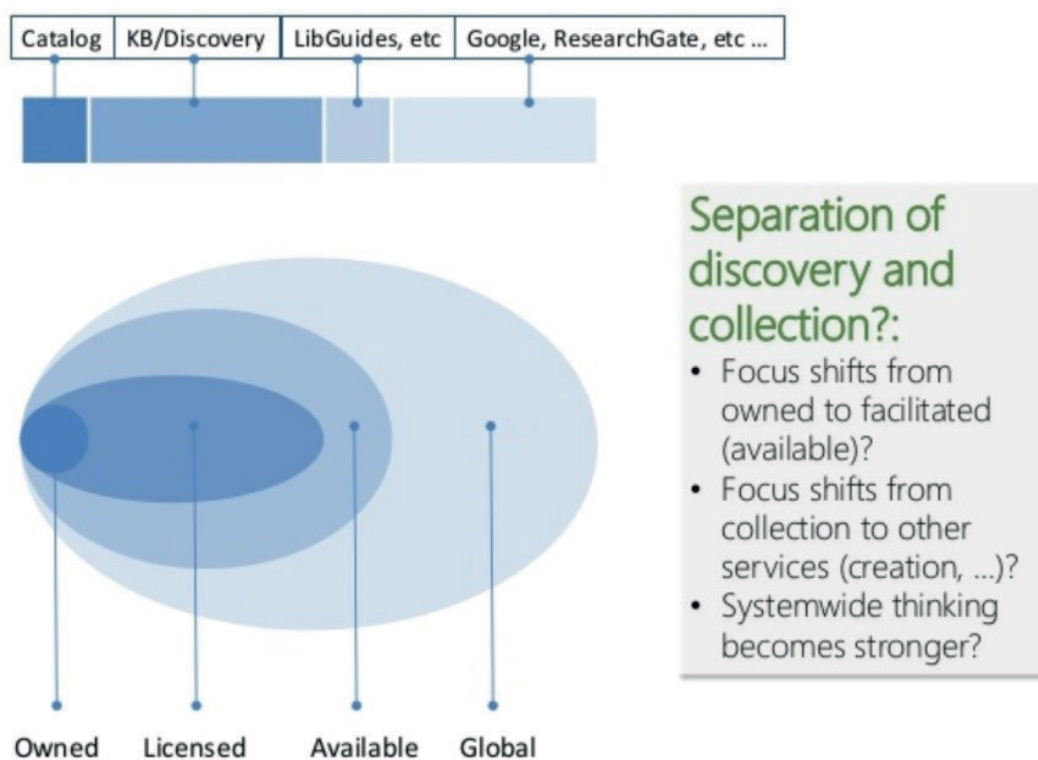 Catalog
KB/Discovery
LibGuides, etc
Google, ResearchGate, etc ...
Separation of
discovery and
collection?:
• Focus shifts from
owned to facilitated
(available)?
• Focus shifts from
collection to other
services (creation, ...)?
• Systemwide thinking
becomes stronger?
Owned
Licensed
Available
Global